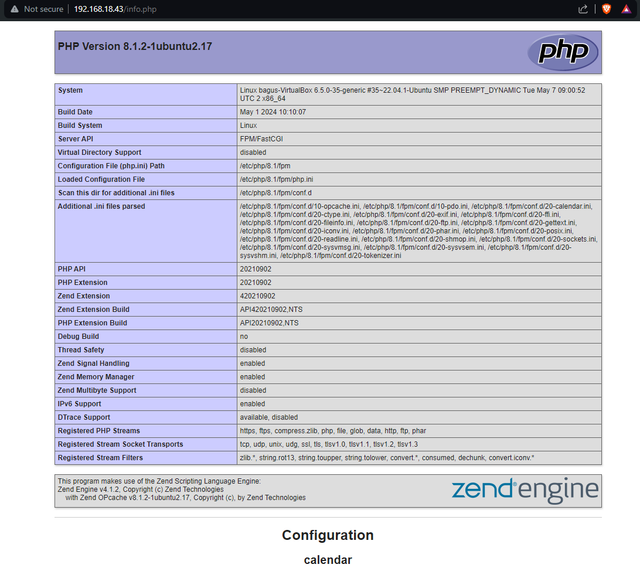 Not secure
192.168.18.43/info.php
PHP Version 8.1.2-1ubuntu2.17
php
System
Linux bagus-VirtualBox 6.5.0-35-generic #35~22.04.1-Ubuntu SMP PREEMPT_DYNAMIC Tue May 7 09:00:52
UTC 2 x86_64
Build Date
May 1 2024 10:10:07
Build System
Linux
Server API
FPM/FastCGI
Virtual Directory Support
disabled
Configuration File (php.ini) Path
/etc/php/8.1/fpm
Loaded Configuration File
/etc/php/8.1/fpm/php.ini
Scan this dir for additional .ini files
/etc/php/8.1/fpm/conf.d
Additional .ini files parsed
/etc/php/8.1/fpm/conf.d/10-opcache.ini, /etc/php/8.1/fpm/conf.d/10-pdo.ini, /etc/php/8.1/fpm/conf.d/20-calendar.ini,
/etc/php/8.1/fpm/conf.d/20-ctype.ini, /etc/php/8.1/fpm/conf.d/20-exif.ini, /etc/php/8.1/fpm/conf.d/20-ffi.ini,
/etc/php/8.1/fpm/conf.d/20-fileinfo.ini, /etc/php/8.1/fpm/conf.d/20-ftp.ini, /etc/php/8.1/fpm/conf.d/20-gettext.ini,
/etc/php/8.1/fpm/conf.d/20-iconv.ini, /etc/php/8.1/fpm/conf.d/20-phar.ini, /etc/php/8.1/fpm/conf.d/20-posix.ini,
/etc/php/8.1/fpm/conf.d/20-readline.ini, /etc/php/8.1/fpm/conf.d/20-shmop.ini, /etc/php/8.1/fpm/conf.d/20-sockets.ini,
/etc/php/8.1/fpm/conf.d/20-sysvmsg.ini, /etc/php/8.1/fpm/conf.d/20-sysvsem.ini, /etc/php/8.1/fpm/conf.d/20-
sysvshm.ini, /etc/php/8.1/fpm/conf.d/20-tokenizer.ini
PHP API
20210902
PHP Extension
20210902
Zend Extension
420210902
Zend Extension Build
API420210902,NTS
PHP Extension Build
API20210902,NTS
Debug Build
no
Thread Safety
disabled
Zend Signal Handling
enabled
Zend Memory Manager
enabled
Zend Multibyte Support
disabled
IPv6 Support
enabled
DTrace Support
available, disabled
Registered PHP Streams
https, ftps, compress.zlib, php, file, glob, data, http, ftp, phar
Registered Stream Socket Transports
tcp, udp, unix, udg, ssl, tls, tlsv1.0, tlsv1.1, tlsv1.2, tlsv1.3
Registered Stream Filters
zlib.*, string.rot13, string.toupper, string.tolower, convert.*, consumed, dechunk, convert.iconv.*
This program makes use of the Zend Scripting Language Engine:
Zend Engine v4.1.2, Copyright (c) Zend Technologies
with Zend OPcache v8.1.2-1ubuntu2.17, Copyright (c), by Zend Technologies
zend engine
Configuration
calendar